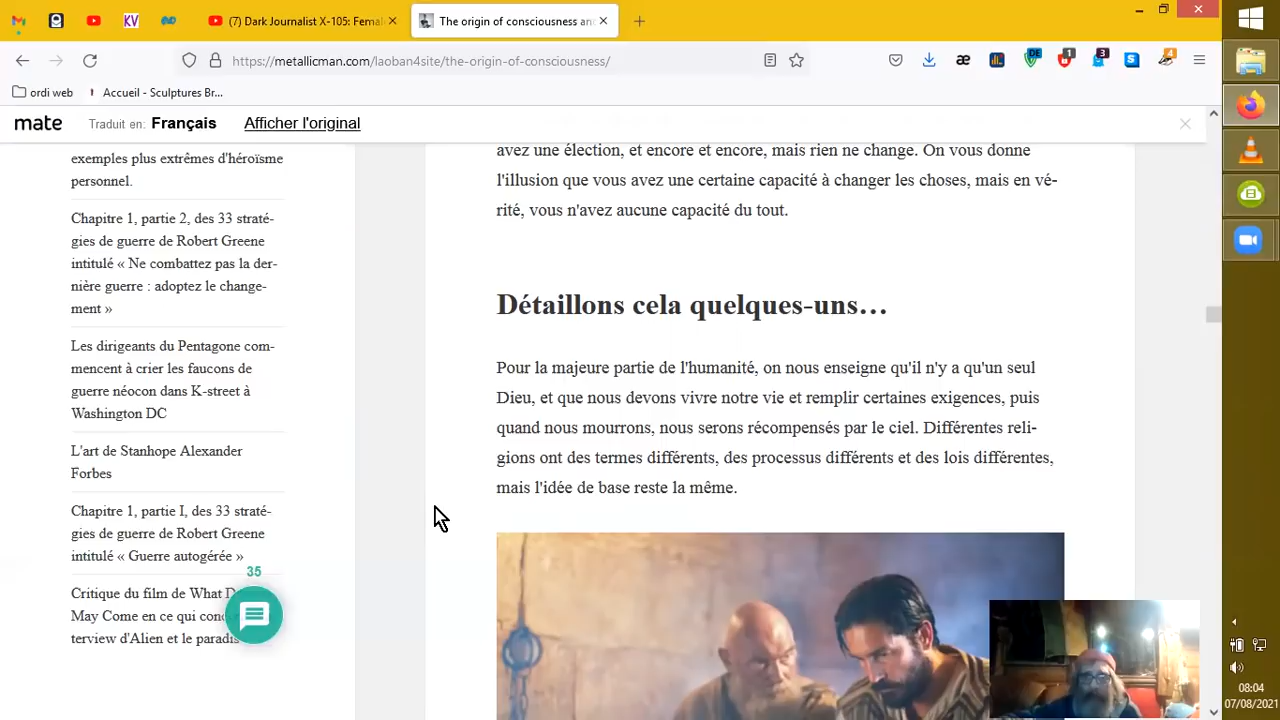 (7) Dark Journalist X-105: Femal
The origin of consciousness an
https://metallicman.com/laoban4site/the-origin-of-consciousness/
DE
1
3
4
ordi web
Accueil - Sculptures Br...
mate
Traduit en: Français
Afficher l'original
exemples plus extrêmes d'héroïsme
personnel.
Chapitre 1, partie 2, des 33 straté-
gies de guerre de Robert Greene
intitulé « Ne combattez pas la der-
nière guerre : adoptez le change-
ment »
Les dirigeants du Pentagone com-
mencent à crier les faucons de
guerre néocon dans K-street à
Washington DC
L'art de Stanhope Alexander
Forbes
Chapitre 1, partie I, des 33 straté-
gies de guerre de Robert Greene
intitulé « Guerre autogérée »
35
Critique du film de What D
May Come en ce qui con
terview d'Alien et le paradis
avez une élection, et encore et encore, mais rien ne change. On vous donne
l'illusion que vous avez une certaine capacité à changer les choses, mais en vé-
rité, vous n'avez aucune capacité du tout.
Détaillons cela quelques-uns…
Pour la majeure partie de l'humanité, on nous enseigne qu'il n'y a qu'un seul
Dieu, et que nous devons vivre notre vie et remplir certaines exigences, puis
quand nous mourrons, nous serons récompensés par le ciel. Différentes reli-
gions ont des termes différents, des processus différents et des lois différentes,
mais l'idée de base reste la même.
08:04
07/08/2021